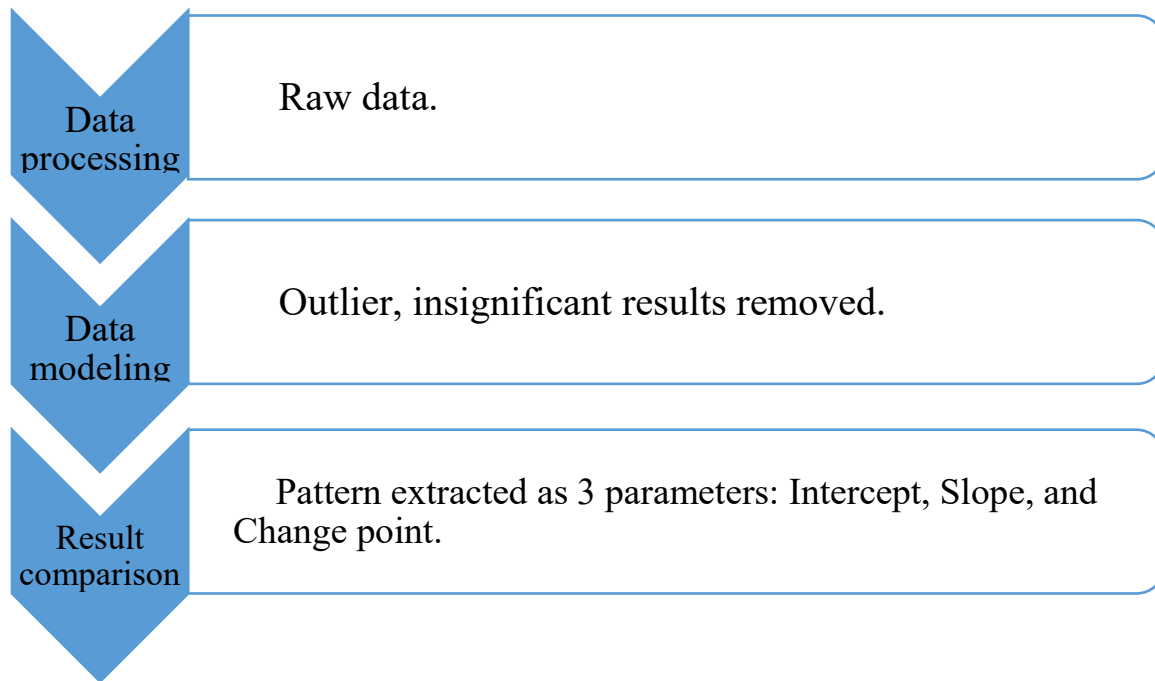 Data
processing
Raw data.
Data
modeling
Outlier, insignificant results removed.
Result
comparison
Pattern extracted as 3 parameters: Intercept, Slope, and
Change point.